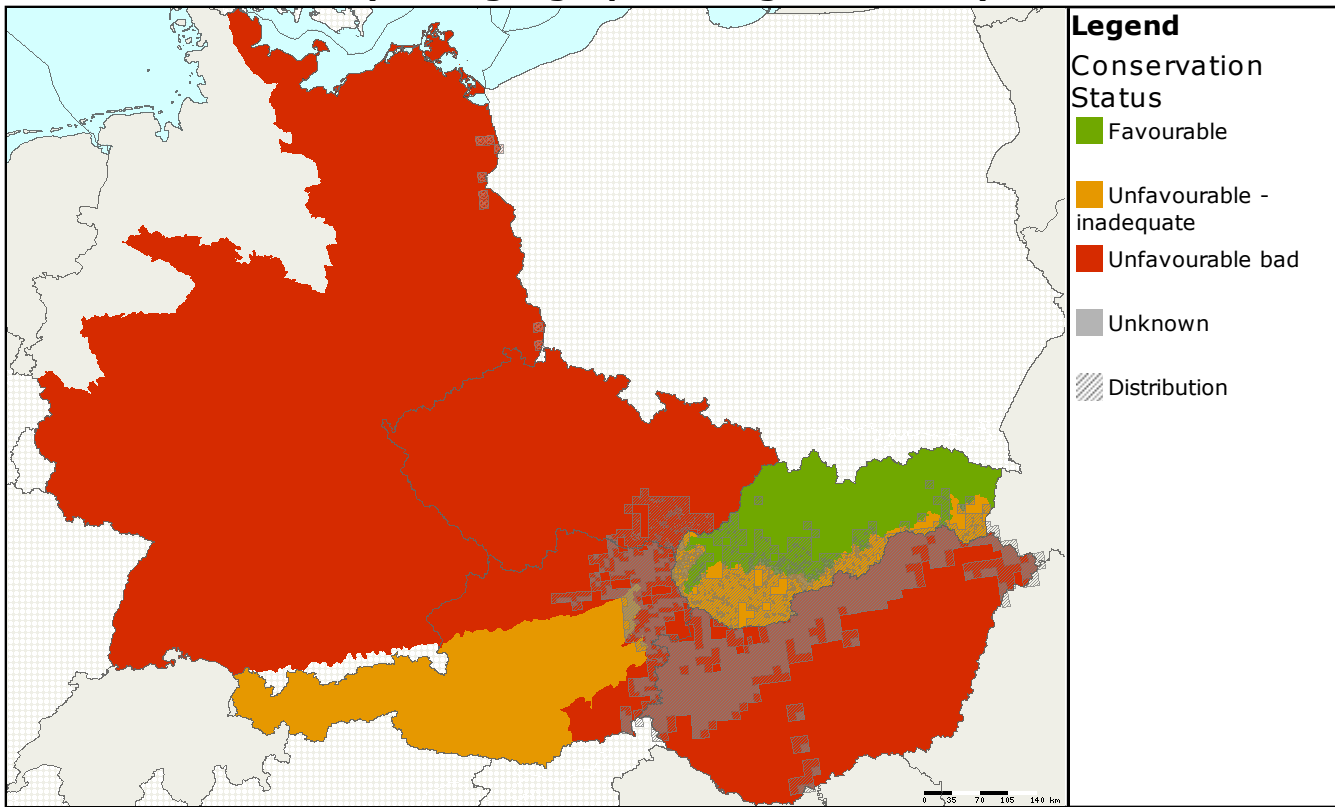 Legend
Conservation
Status
Favourable
Unfavourable -
inadequate
Unfavourable bad
Unknown
Distribution
0 35 70 105 140 km